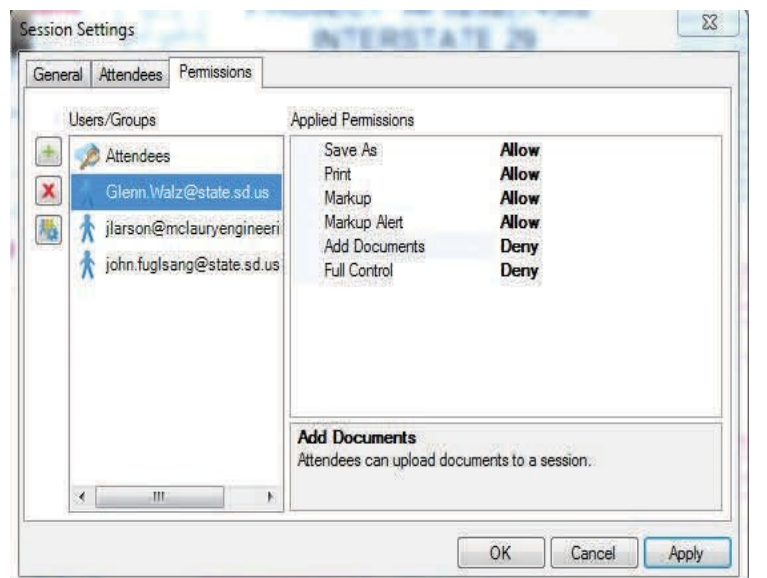 Session Settings
INTERSTATE 29
General Attendees Permissions
Users/Groups
Applied Permissions
Attendees
Glenn.Walz@state.sd.us
jlarson@mclauryengineeri
john.fuglsang@state.sd.us
Save As Allow
Print Allow
Markup Allow
Markup Alert Allow
Add Documents Deny
Full Control Deny
Add Documents
Attendees can upload documents to a session.
OK Cancel Apply